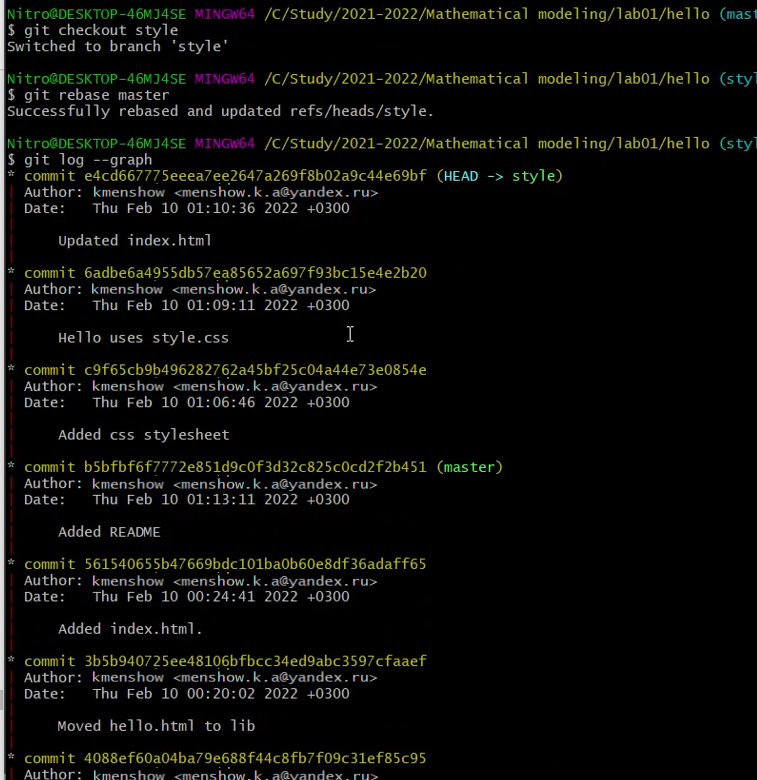 Nitro@DESKTOP-46MJ4SE MINGW64 /C/Study/2021-2022/Mathematical modeling/lab01/hello (mast
$ git checkout style
Switched to branch 'style'
Nitro@DESKTOP-46MJ4SE MINGW64 /C/Study/2021-2022/Mathematical modeling/lab01/hello (styl
$ git rebase master
Successfully rebased and updated refs/heads/style.
Nitro@DESKTOP-46MJ4SE MINGW64 /C/Study/2021-2022/Mathematical modeling/lab01/hello (styl
$ git log --graph
* commit e4cd667775eeea7ee2647a269f8b02a9c44e69bf (HEAD -> style)
| Author: kmenshow <menshow.k.a@yandex.ru>
| Date:   Thu Feb 10 01:10:36 2022 +0300
|
|     Updated index.html
|
* commit 6adbe6a4955db57ea85652a697f93bc15e4e2b20
| Author: kmenshow <menshow.k.a@yandex.ru>
| Date:   Thu Feb 10 01:09:11 2022 +0300
|
|     Hello uses style.css
|
* commit c9f65cb9b496282762a45bf25c04a44e73e0854e
| Author: kmenshow <menshow.k.a@yandex.ru>
| Date:   Thu Feb 10 01:06:46 2022 +0300
|
|     Added css stylesheet
|
* commit b5bfbf6f7772e851d9c0f3d32c825c0cd2f2b451 (master)
| Author: kmenshow <menshow.k.a@yandex.ru>
| Date:   Thu Feb 10 01:13:11 2022 +0300
|
|     Added README
|
* commit 561540655b47669bdc101ba0b60e8df36adaff65
| Author: kmenshow <menshow.k.a@yandex.ru>
| Date:   Thu Feb 10 00:24:41 2022 +0300
|
|     Added index.html.
|
* commit 3b5b940725ee48106bfbcc34ed9abc3597cfaaef
| Author: kmenshow <menshow.k.a@yandex.ru>
| Date:   Thu Feb 10 00:20:02 2022 +0300
|
|     Moved hello.html to lib
|
* commit 4088ef60a04ba79e688f44c8fb7f09c31ef85c95
| Author: kmenshow <menshow.k.a@yandex.ru>